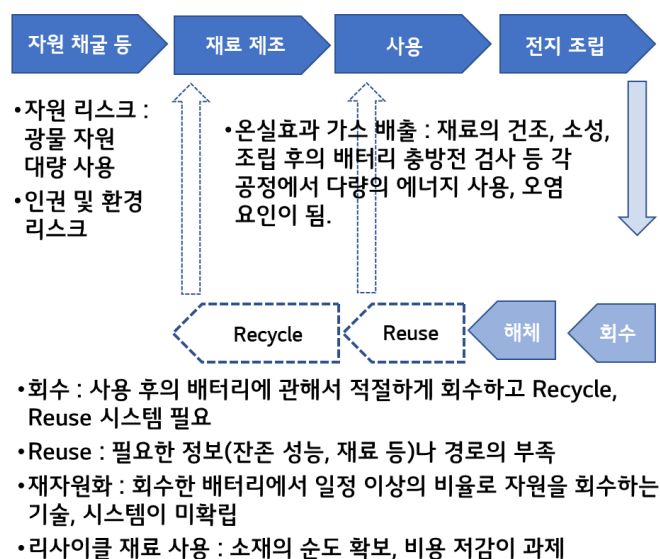 자원 채굴 등
재료 제조
사용
전지 조립
•자원 리스크 :
광물 자원
대량 사용
•인권 및 환경
리스크
•온실효과 가스 배출 : 재료의 건조, 소성,
조립 후의 배터리 충방전 검사 등 각
공정에서 다량의 에너지 사용, 오염
요인이 됨.
Recycle
Reuse
해체
회수
•회수 : 사용 후의 배터리에 관해서 적절하게 회수하고 Recycle,
Reuse 시스템 필요
•Reuse : 필요한 정보(잔존 성능, 재료 등)나 경로의 부족
•재자원화 : 회수한 배터리에서 일정 이상의 비율로 자원을 회수하는
기술, 시스템이 미확립
•리사이클 재료 사용 : 소재의 순도 확보, 비용 저감이 과제